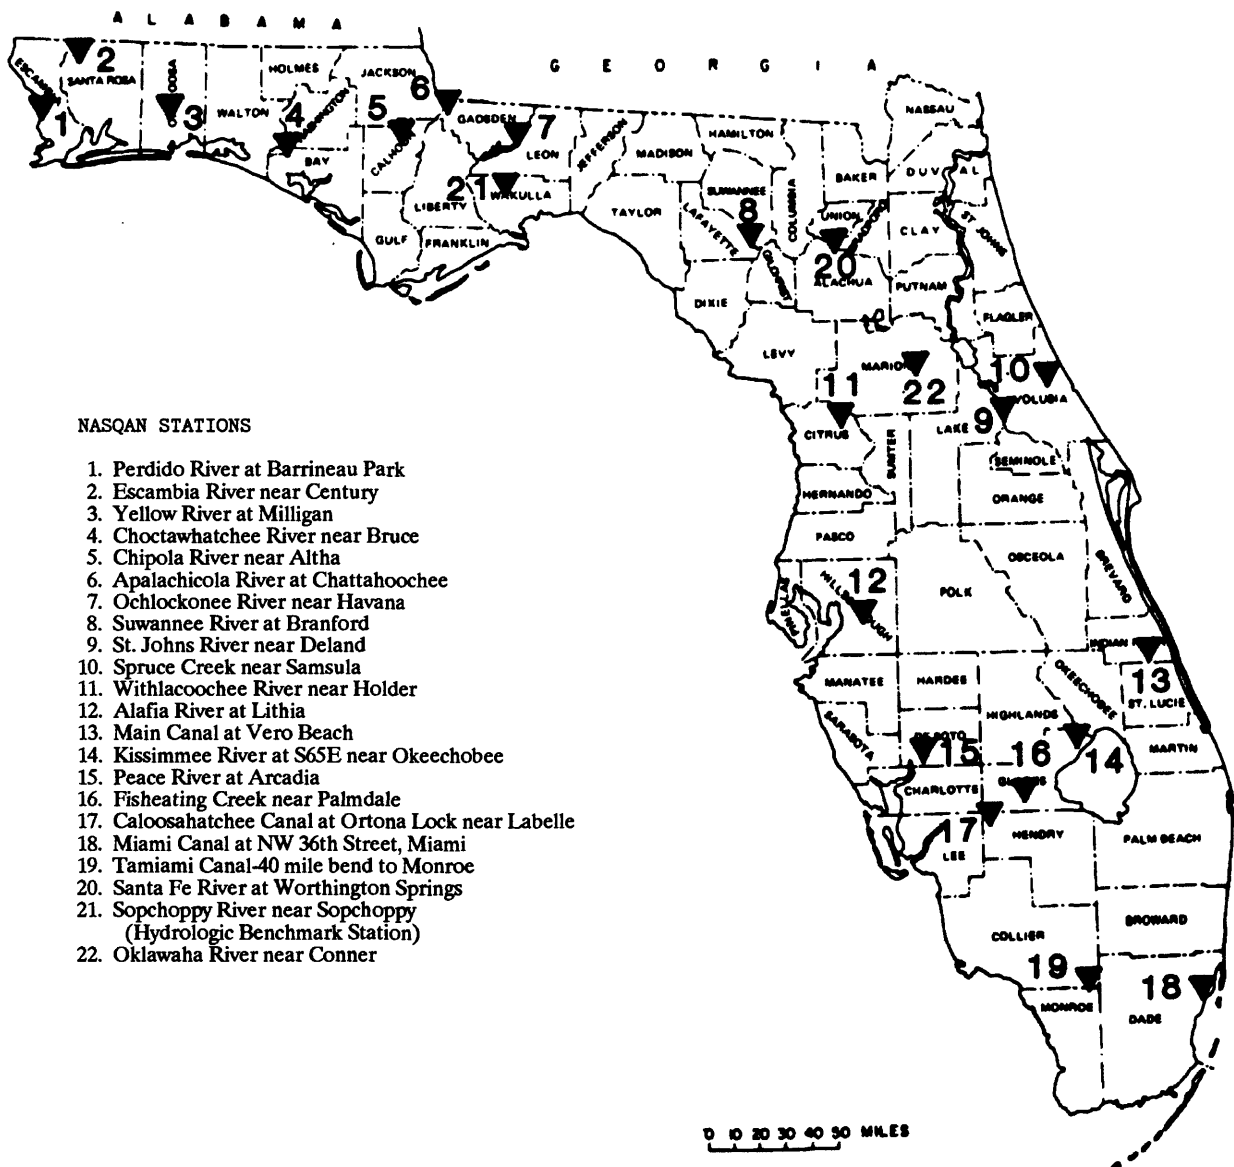 A L A B A M A
G E O R G I A
2
HOLMES
JACKSON
6
SANTA ROSA
NASSAU
1
3
WALTON
4
WASHINGTON
5
GADSDEN
7
LEON
JEFFERSON
MADISON
HAMILTON
COLUMBIA
BAKER
DUVAL
BAY
CALHOUN
21
WAKULLA
LIBERTY
TAYLOR
LAFAYETTE
SUWANNEE
8
UNION
BRADFORD
CLAY
ST. JOHNS
GULF
FRANKLIN
GILCHRIST
20
ALACHUA
PUTNAM
DIXIE
FLAGLER
LEVY
MARION
22
11
10
VOLUSIA
9
CITRUS
SUMTER
LAKE
SEMINOLE
HERNANDO
ORANGE
PASCO
OSCEOLA
BREVARD
PINELLAS
HILLSBOROUGH
12
POLK
INDIAN
MANATEE
HARDEE
OKEECHOBEE
13
ST. LUCIE
HIGHLANDS
SARASOTA
DESOTO
15
16
14
MARTIN
CHARLOTTE
GLADES
17
LEE
HENDRY
PALM BEACH
COLLIER
BROWARD
19
MONROE
18
DADE
NASQAN STATIONS
1. Perdido River at Barrineau Park
2. Escambia River near Century
3. Yellow River at Milligan
4. Choctawhatchee River near Bruce
5. Chipola River near Altha
6. Apalachicola River at Chattahoochee
7. Ochlockonee River near Havana
8. Suwannee River at Branford
9. St. Johns River near Deland
10. Spruce Creek near Samsula
11. Withlacoochee River near Holder
12. Alafia River at Lithia
13. Main Canal at Vero Beach
14. Kissimmee River at S65E near Okeechobee
15. Peace River at Arcadia
16. Fisheating Creek near Palmdale
17. Caloosahatchee Canal at Ortona Lock near Labelle
18. Miami Canal at NW 36th Street, Miami
19. Tamiami Canal-40 mile bend to Monroe
20. Santa Fe River at Worthington Springs
21. Sopchoppy River near Sopchoppy
(Hydrologic Benchmark Station)
22. Oklawaha River near Conner
0 10 20 30 40 50 MILES